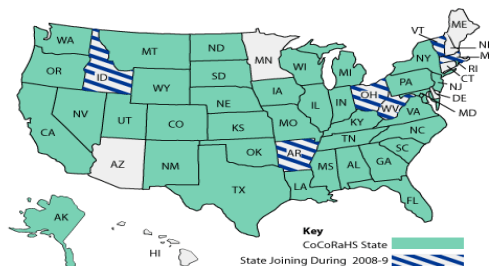 WA
MT
ND
MN
VT
ME
OR
ID
SD
WI
MI
NY
WY
IA
PA
RI
CT
NJ
NE
NV
UT
CO
IL
IN
OH
WV
VA
DE
MD
CA
KS
MO
KY
NC
TN
AZ
NM
OK
AR
SC
MS
AL
GA
TX
LA
FL
AK
HI
Key
CoCoRaHS State
State Joining During 2008-9